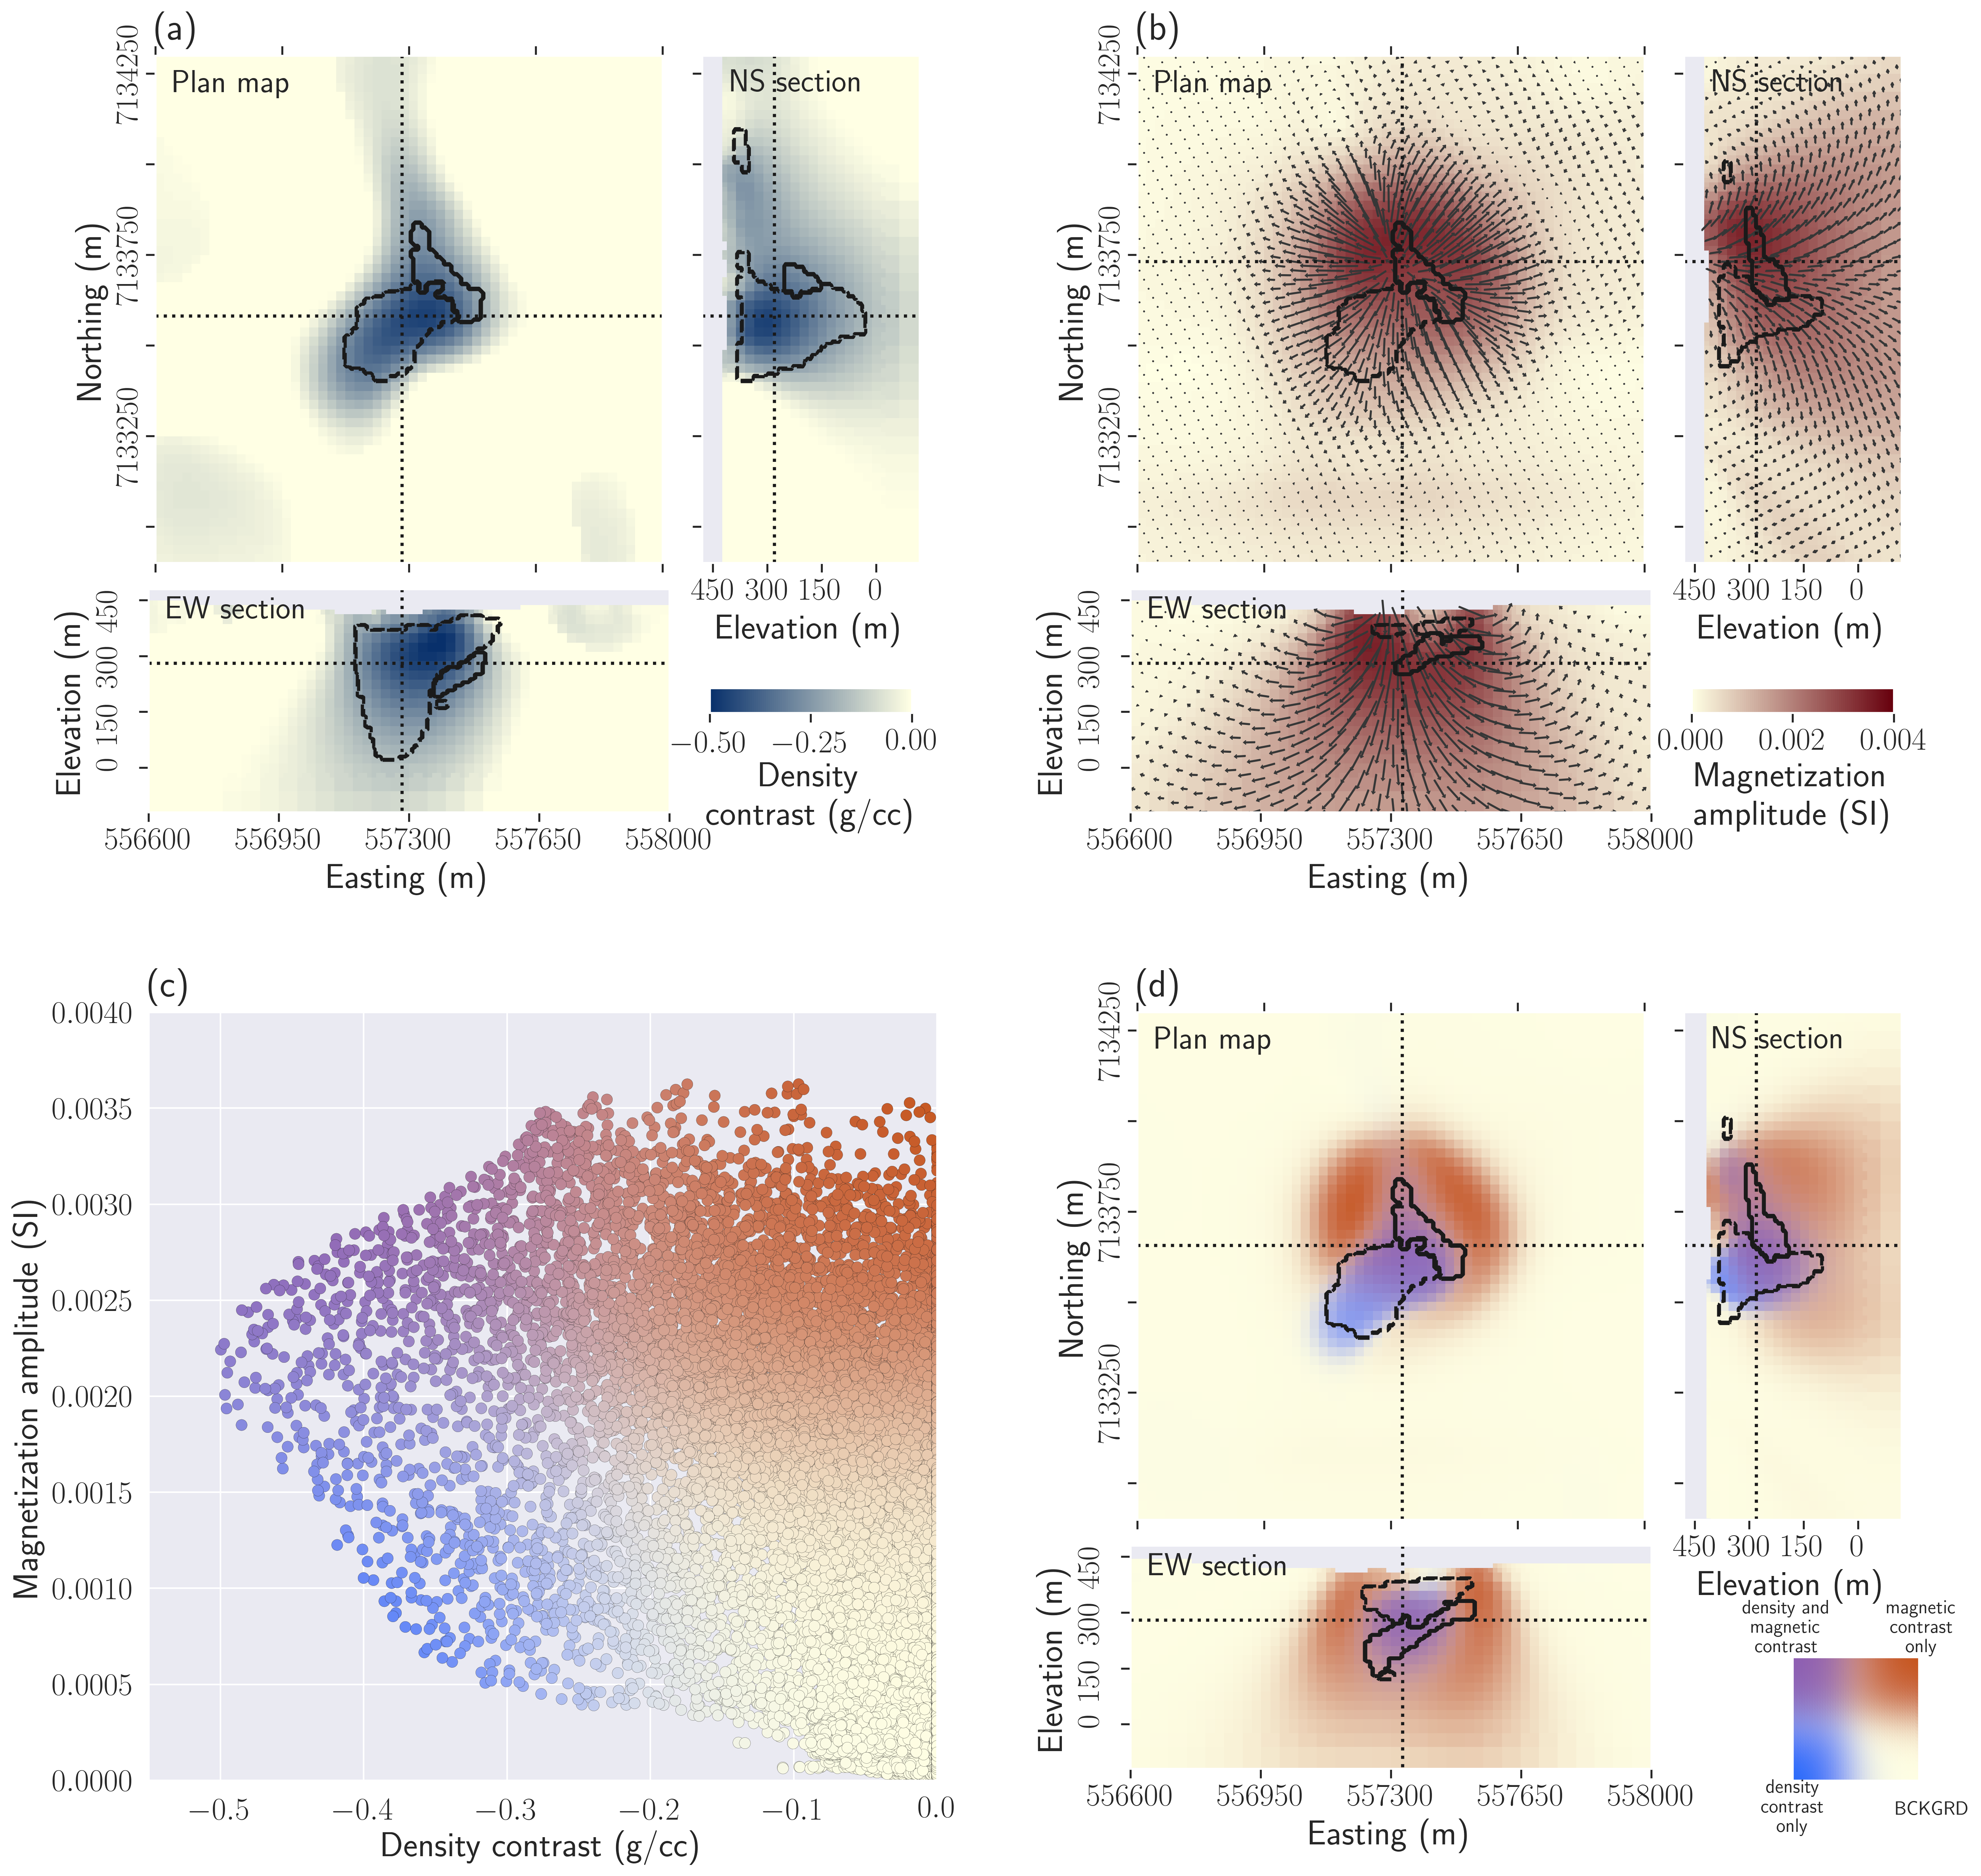 (a)
Plan map
NS section
7134250
7133750
7133250
Northing (m)
450 300 150 0
Elevation (m)
EW section
450
300
150
0
Elevation (m)
556600 556950 557300 557650 558000
Easting (m)
−0.50 −0.25 0.00
Density
contrast (g/cc)
(b)
Plan map
NS section
7134250
7133750
7133250
Northing (m)
450 300 150 0
Elevation (m)
EW section
450
300
150
0
Elevation (m)
556600 556950 557300 557650 558000
Easting (m)
0.000 0.002 0.004
Magnetization
amplitude (SI)
(c)
0.0040
0.0035
0.0030
0.0025
0.0020
0.0015
0.0010
0.0005
0.0000
Magnetization amplitude (SI)
−0.5 −0.4 −0.3 −0.2 −0.1 0.0
Density contrast (g/cc)
(d)
Plan map
NS section
7134250
7133750
7133250
Northing (m)
450 300 150 0
Elevation (m)
EW section
450
300
150
0
Elevation (m)
556600 556950 557300 557650 558000
Easting (m)
density and
magnetic
contrast
magnetic
contrast
only
density
contrast
only
BCKGRD